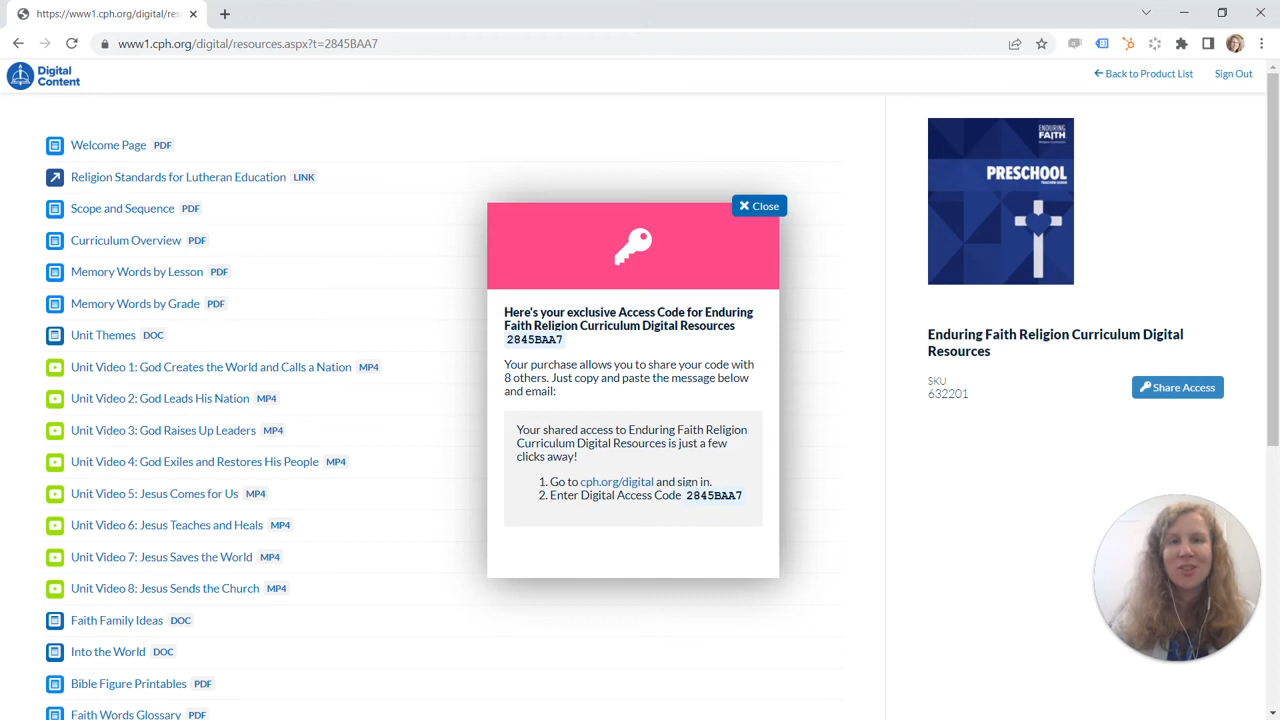 https://www1.cph.org/digital/res
www1.cph.org/digital/resources.aspx?t=2845BAA7
Digital
Content
Back to Product List
Sign Out
Welcome Page PDF
Religion Standards for Lutheran Education LINK
Scope and Sequence PDF
Curriculum Overview PDF
Memory Words by Lesson PDF
Memory Words by Grade PDF
Unit Themes DOC
Unit Video 1: God Creates the World and Calls a Nation MP4
Unit Video 2: God Leads His Nation MP4
Unit Video 3: God Raises Up Leaders MP4
Unit Video 4: God Exiles and Restores His People MP4
Unit Video 5: Jesus Comes for Us MP4
Unit Video 6: Jesus Teaches and Heals MP4
Unit Video 7: Jesus Saves the World MP4
Unit Video 8: Jesus Sends the Church MP4
Faith Family Ideas DOC
Into the World DOC
Bible Figure Printables PDF
Faith Words Glossary PDF
Close
Here's your exclusive Access Code for Enduring
Faith Religion Curriculum Digital Resources
2845BAA7
Your purchase allows you to share your code with
8 others. Just copy and paste the message below
and email:
Your shared access to Enduring Faith Religion
Curriculum Digital Resources is just a few
clicks away!
1. Go to cph.org/digital and sign in.
2. Enter Digital Access Code 2845BAA7
ENDURING
FAITH
PRESCHOOL
TEACHER GUIDE
Enduring Faith Religion Curriculum Digital
Resources
SKU
632201
Share Access